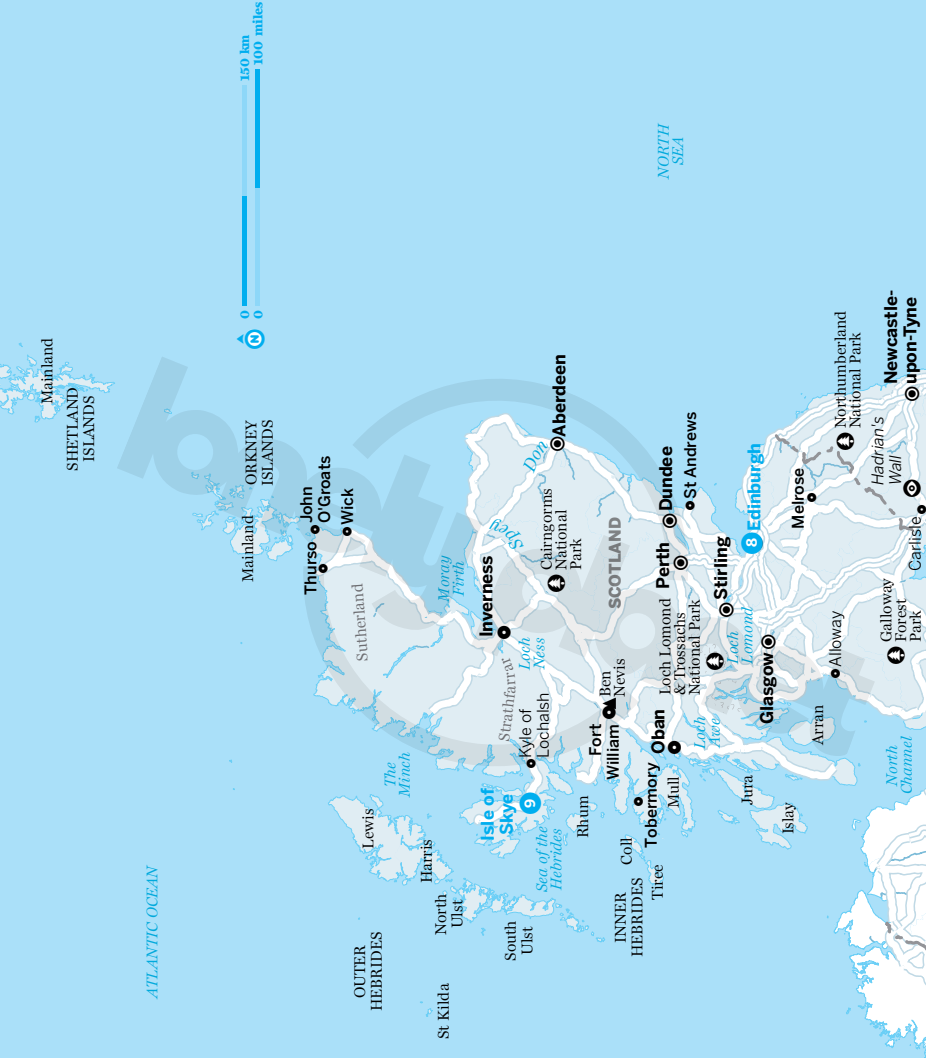 150 km
100 miles
0
0
N
Mainland
SHETLAND
ISLANDS
NORTH
SEA
ATLANTIC OCEAN
ORKNEY
ISLANDS
Mainland
John
O'Groats
Wick
Thurso
Sutherland
The
Minch
Lewis
Harris
OUTER
HEBRIDES
St Kilda
North
Uist
South
Uist
Moray
Firth
Inverness
Loch
Ness
Strathfarrar
Kyle of
Lochalsh
Isle of
Skye
9
Sea of the
Hebrides
Rhum
Spey
Don
Aberdeen
Cairngorms
National
Park
SCOTLAND
Fort
William
Ben
Nevis
Coll
Tiree
INNER
HEBRIDES
Tobermory
Mull
Oban
Dundee
St Andrews
Perth
Stirling
Loch Lomond
& Trossachs
National Park
Loch
Lomond
Loch
Awe
Jura
Islay
Glasgow
8
Edinburgh
Melrose
Arran
Alloway
Northumberland
National Park
Hadrian's
Wall
Newcastle-
upon-Tyne
Carlisle
Galloway
Forest
Park
North
Channel
lonely planet